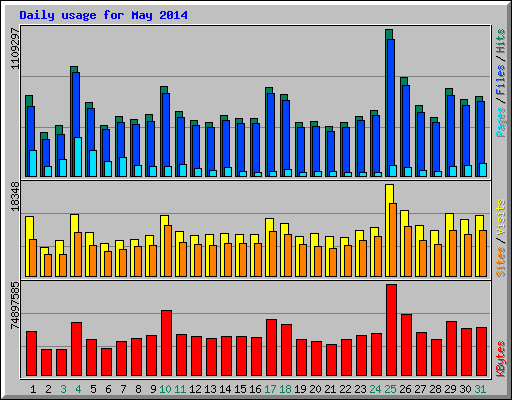 Daily usage for May 2014
1109297
Pages / Files / Hits
18348
Sites / Visits
74897585
KBytes
1 2 3 4 5 6 7 8 9 10 11 12 13 14 15 16 17 18 19 20 21 22 23 24 25 26 27 28 29 30 31